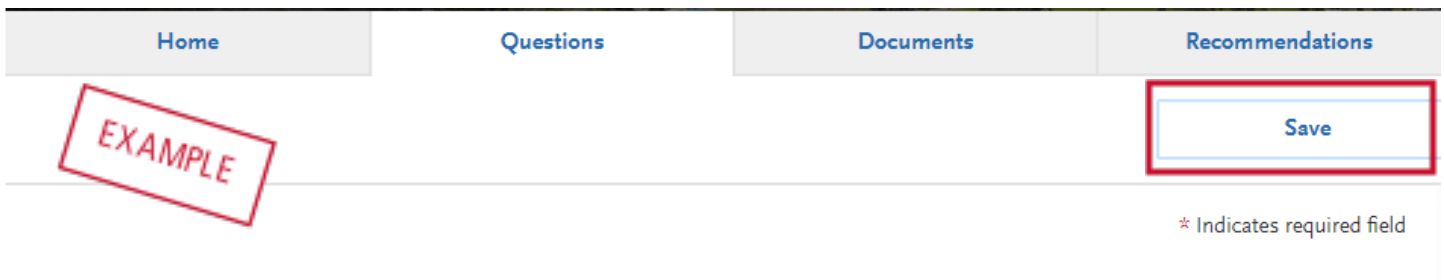 Home Questions Documents Recommendations
EXAMPLE
Save
* Indicates required field